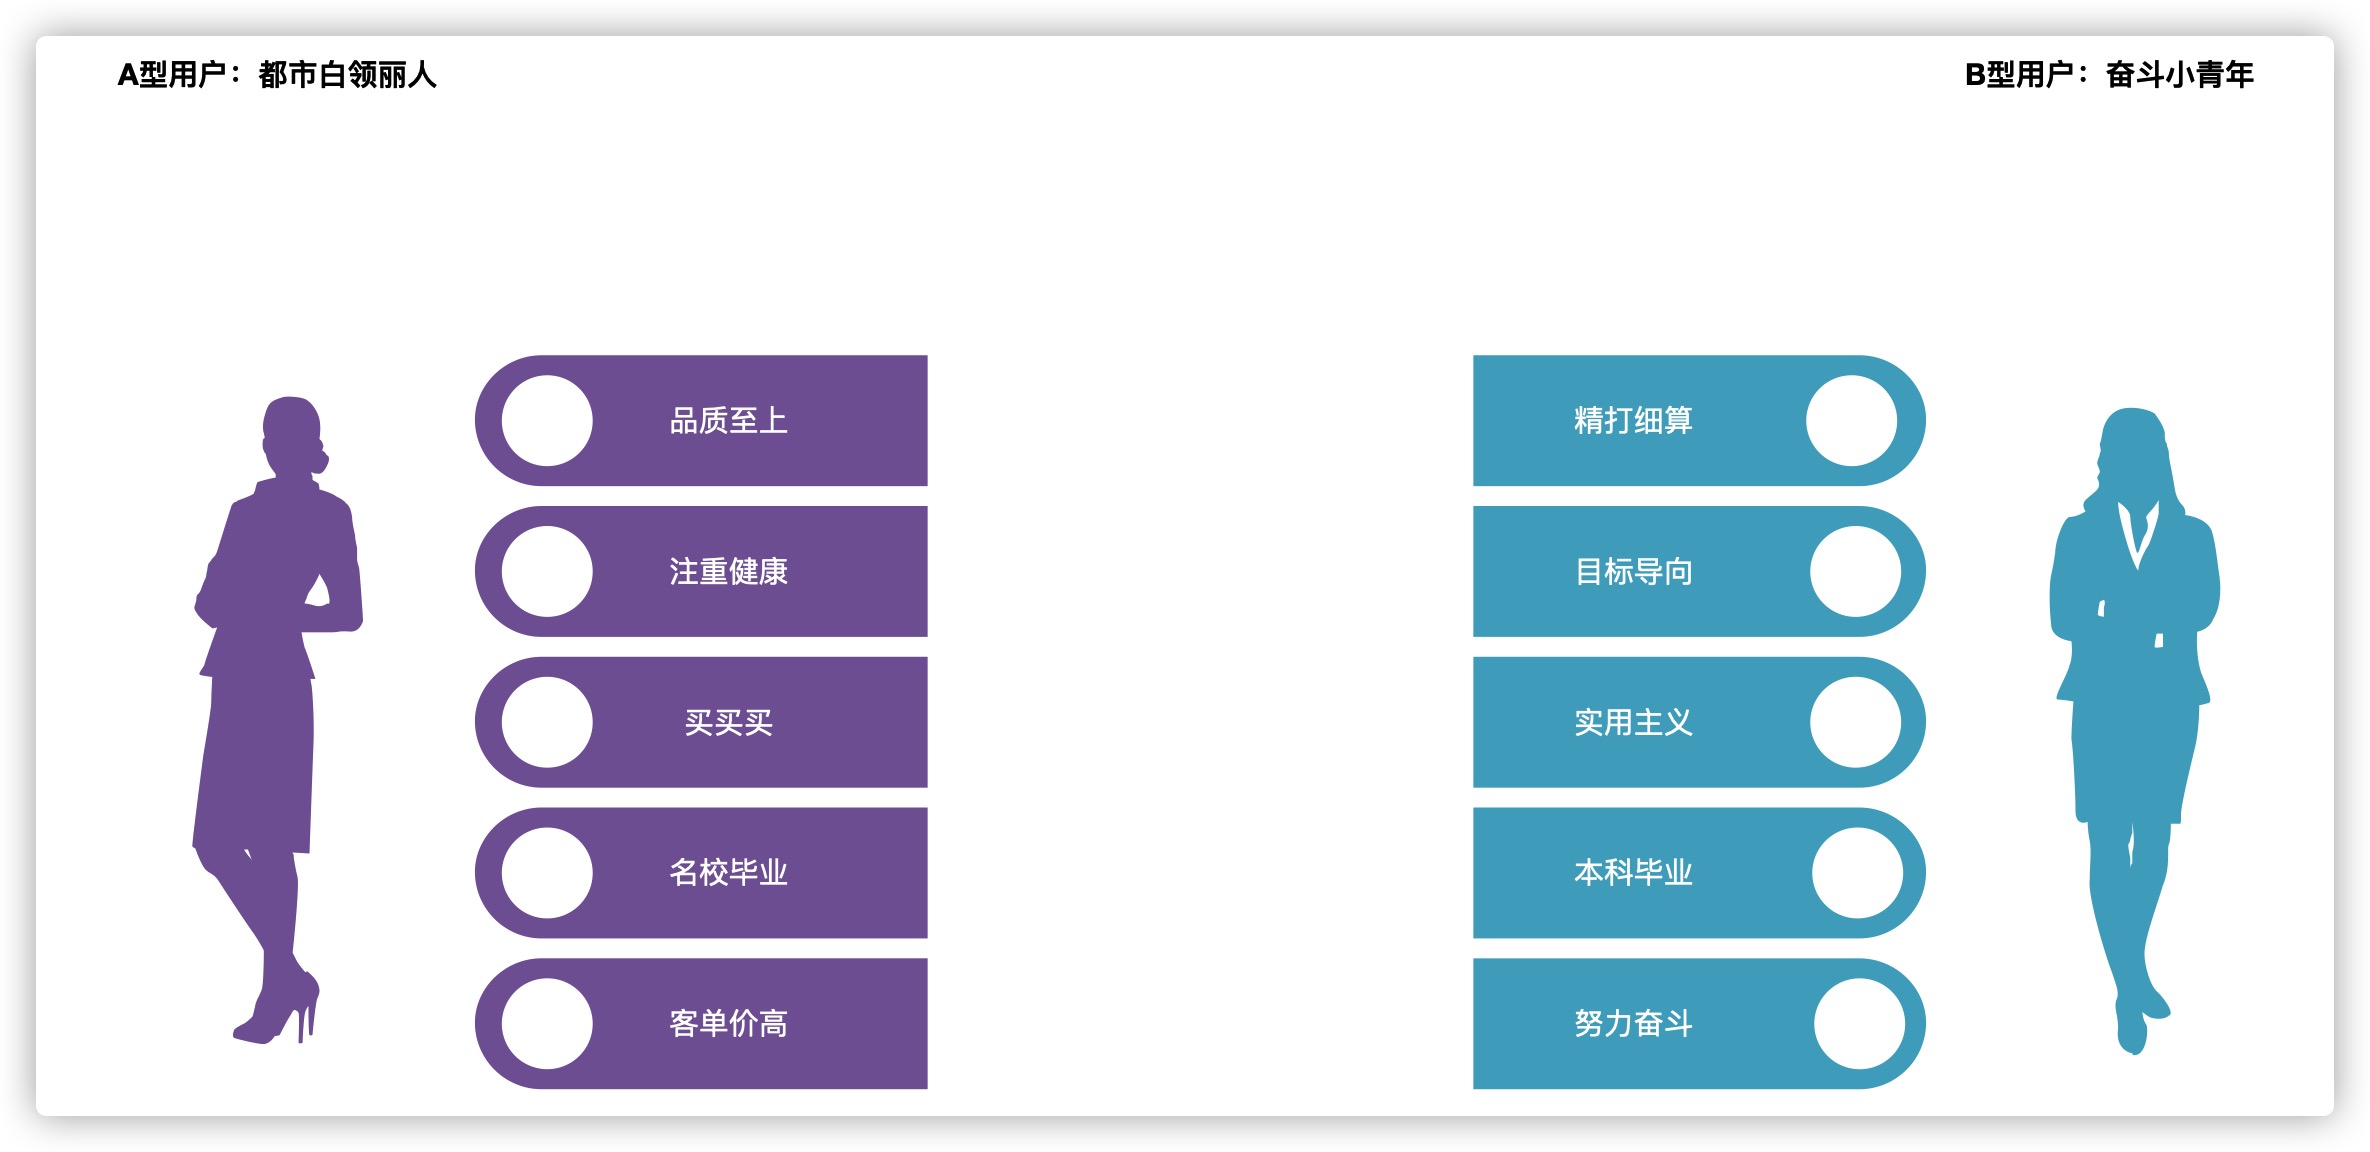 A型用户：都市白领丽人
B型用户：奋斗小青年
品质至上
精打细算
注重健康
目标导向
买买买
实用主义
名校毕业
本科毕业
客单价高
努力奋斗